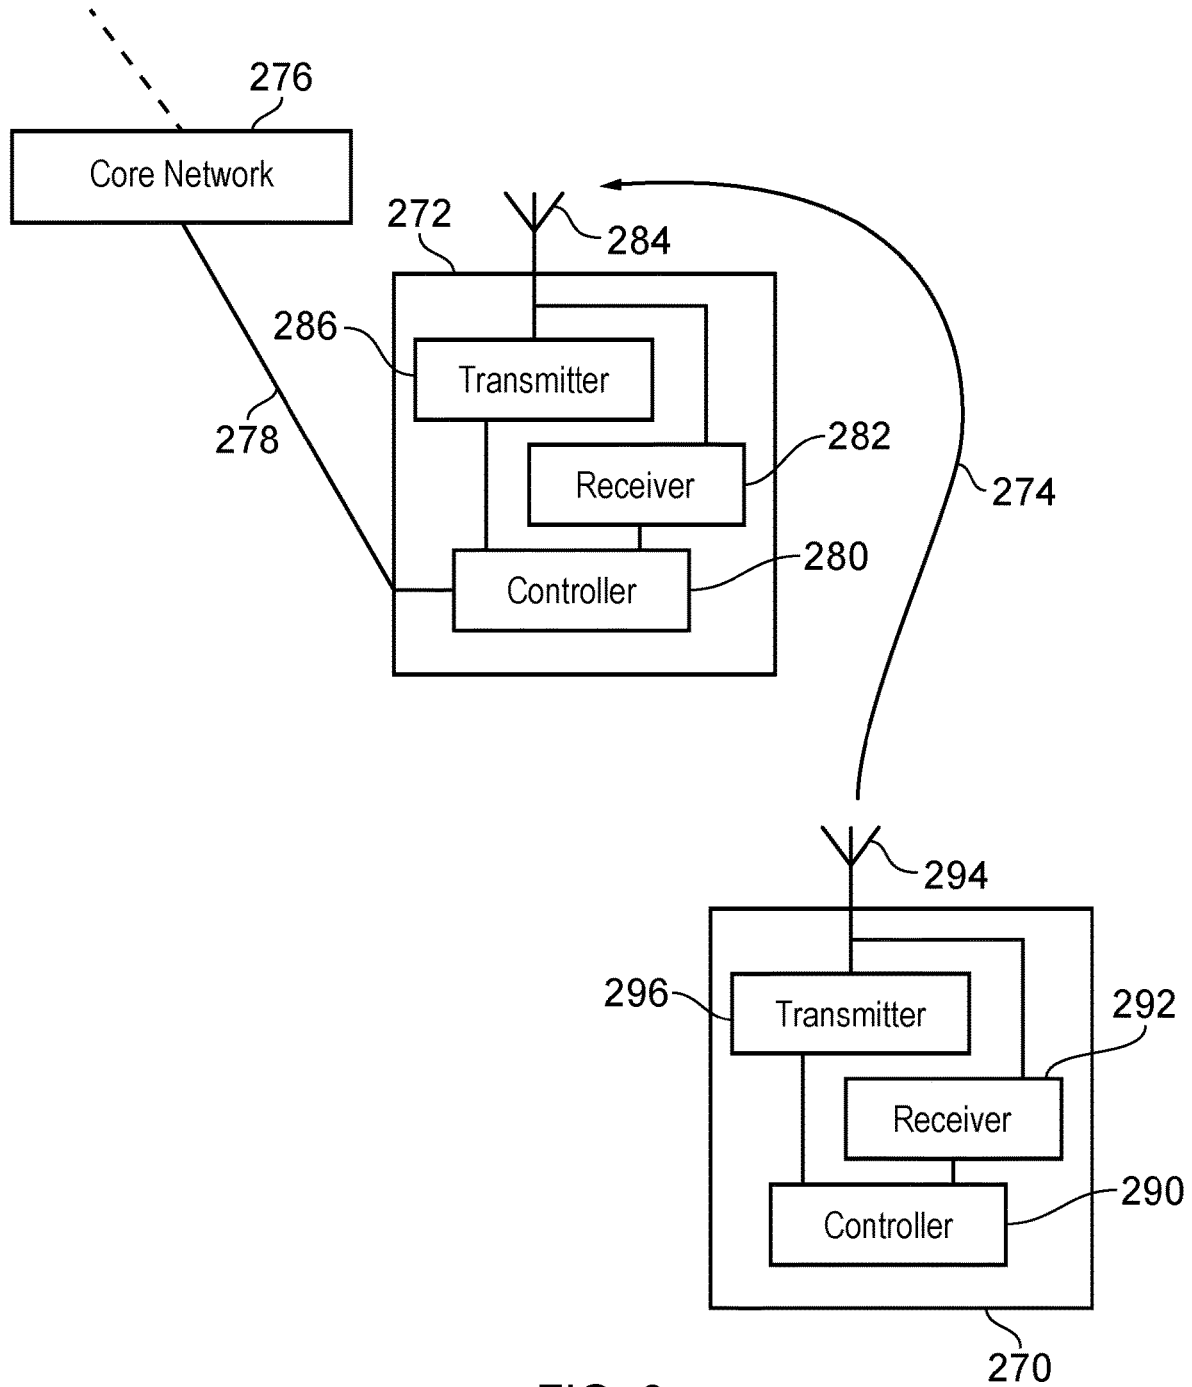 276
Core Network
272
284
286
Transmitter
278
282
Receiver
274
280
Controller
294
296
Transmitter
292
Receiver
290
Controller
270